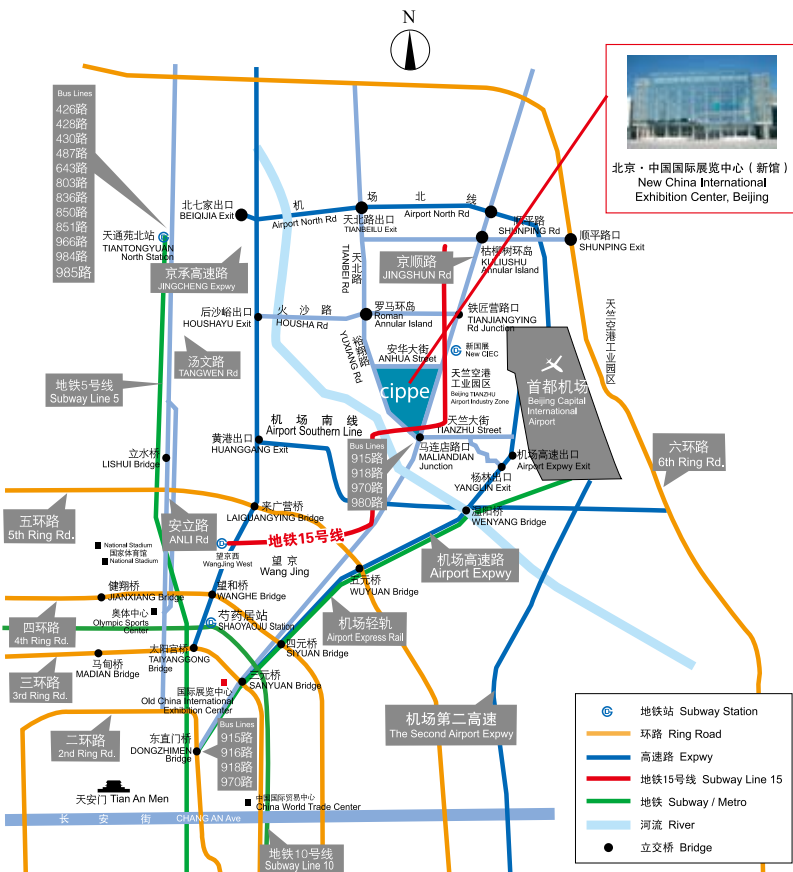 N
Bus Lines
426路
428路
430路
487路
643路
803路
836路
850路
851路
966路
984路
985路
北京·中国国际展览中心（新馆）
New China International
Exhibition Center, Beijing
北七家出口
BEIQIJIA Exit
机 场 北 线
Airport North Rd
Airport North Rd
天北路出口
TIANBEILU Exit
顺平路
SHUNPING Rd
顺平路口
SHUNPING Exit
天通苑北站
TIANTONGYUAN
North Station
京承高速路
JINGCHENG Expwy
天北路
TIANBEI Rd
京顺路
JINGSHUN Rd
枯柳树环岛
KULIUSHU
Annular Island
后沙峪出口
HOUSHAYU Exit
火 沙 路
HOUSHA Rd
罗马环岛
Roman
Annular Island
铁匠营路口
TIANJIANGYING
Rd Junction
天竺空港工业园区
裕翔路
YUXIANG Rd
安华大街
ANHUA Street
新国展
New CIEC
汤文路
TANGWEN Rd
地铁5号线
Subway Line 5
cippe
天竺空港
工业园区
Beijing TIANZHU
Airport Industry Zone
首都机场
Beijing Capital
International
Airport
机 场 南 线
Airport Southern Line
天竺大街
TIANZHU Street
黄港出口
HUANGGANG Exit
Bus Lines
915路
918路
970路
980路
马连店路口
MALIANDIAN
Junction
机场高速出口
Airport Expwy Exit
杨林出口
YANGLIN Exit
六环路
6th Ring Rd.
立水桥
LISHUI Bridge
来广营桥
LAIGUANGYING Bridge
温阳桥
WENYANG Bridge
五环路
5th Ring Rd.
安立路
ANLI Rd
地铁15号线
望京西
WangJing West
望 京
Wang Jing
National Stadium
国家体育馆
National Stadium
机场高速路
Airport Expwy
五元桥
WUYUAN Bridge
健翔桥
JIANXIANG Bridge
望和桥
WANGHE Bridge
奥体中心
Olympic Sports
Center
芍药居站
SHAOYAOJU Station
机场轻轨
Airport Express Rail
四环路
4th Ring Rd.
四元桥
SIYUAN Bridge
太阳宫桥
TAIYANGGONG
Bridge
马甸桥
MADIAN Bridge
三环路
3rd Ring Rd.
三元桥
SANYUAN Bridge
国际展览中心
Old China International
Exhibition Center
机场第二高速
The Second Airport Expwy
二环路
2nd Ring Rd.
东直门桥
DONGZHIMEN
Bridge
Bus Lines
915路
916路
918路
970路
天安门 Tian An Men
中国国际贸易中心
China World Trade Center
长 安 街 CHANG AN Ave
地铁10号线
Subway Line 10
地铁站 Subway Station
环路 Ring Road
高速路 Expwy
地铁15号线 Subway Line 15
地铁 Subway / Metro
河流 River
立交桥 Bridge